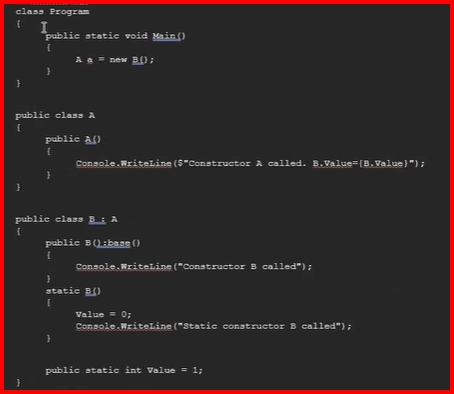 class Program
{
public static void Main()
{
A a = new B();
}
}
public class A
{
public A()
{
Console.WriteLine($"Constructor A called. B.Value={B.Value}");
}
}
public class B : A
{
public B():base()
{
Console.WriteLine("Constructor B called");
}
static B()
{
Value = 0;
Console.WriteLine("Static constructor B called");
}
public static int Value = 1;
}